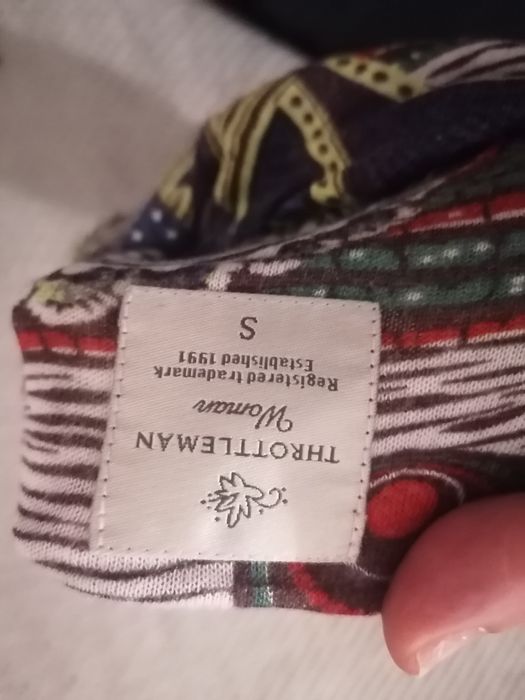 THROTTLEMAN
Woman
Registered trademark
Established 1991
S